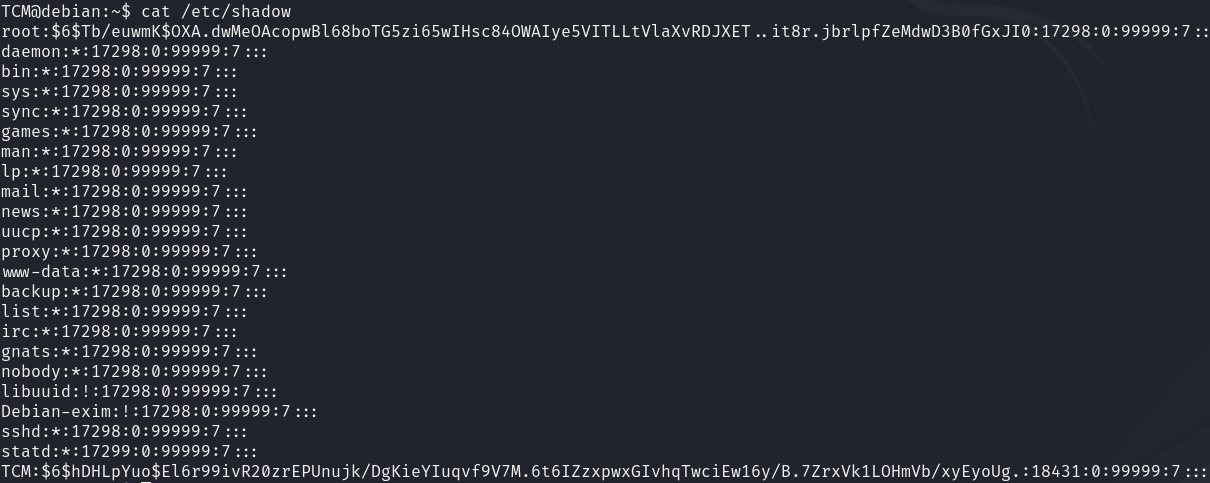 TCM@debian:~$ cat /etc/shadow
root:$6$Tb/euwmK$OXA.dwMeOAcopwBl68boTG5zi65wIHsc84OWAIye5VITLLtVlaXvRDJXET..it8r.jbrlpfZeMdwD3B0fGxJI0:17298:0:99999:7:::
daemon:*:17298:0:99999:7:::
bin:*:17298:0:99999:7:::
sys:*:17298:0:99999:7:::
sync:*:17298:0:99999:7:::
games:*:17298:0:99999:7:::
man:*:17298:0:99999:7:::
lp:*:17298:0:99999:7:::
mail:*:17298:0:99999:7:::
news:*:17298:0:99999:7:::
uucp:*:17298:0:99999:7:::
proxy:*:17298:0:99999:7:::
www-data:*:17298:0:99999:7:::
backup:*:17298:0:99999:7:::
list:*:17298:0:99999:7:::
irc:*:17298:0:99999:7:::
gnats:*:17298:0:99999:7:::
nobody:*:17298:0:99999:7:::
libuuid:!:17298:0:99999:7:::
Debian-exim:!:17298:0:99999:7:::
sshd:*:17298:0:99999:7:::
statd:*:17299:0:99999:7:::
TCM:$6$hDHLpYuo$El6r99ivR20zrEPUnujk/DgKieYIuqvf9V7M.6t6IZzxpwxGIvhqTwciEw16y/B.7ZrxVk1LOHmVb/xyEyoUg.:18431:0:99999:7:::